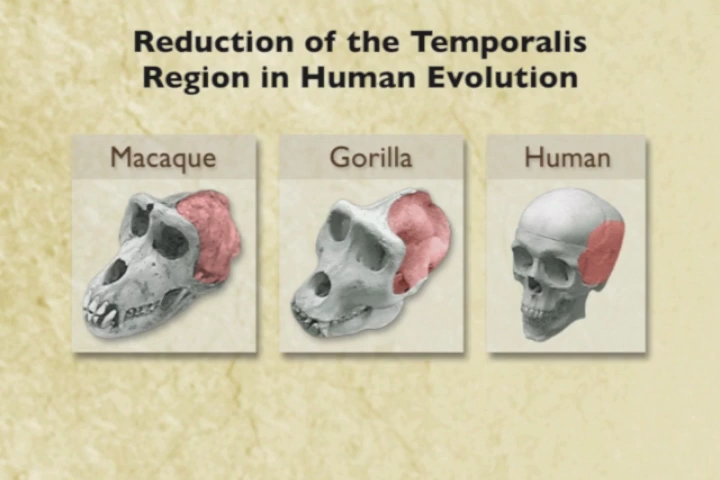 Reduction of the Temporalis
Region in Human Evolution
Macaque
Gorilla
Human